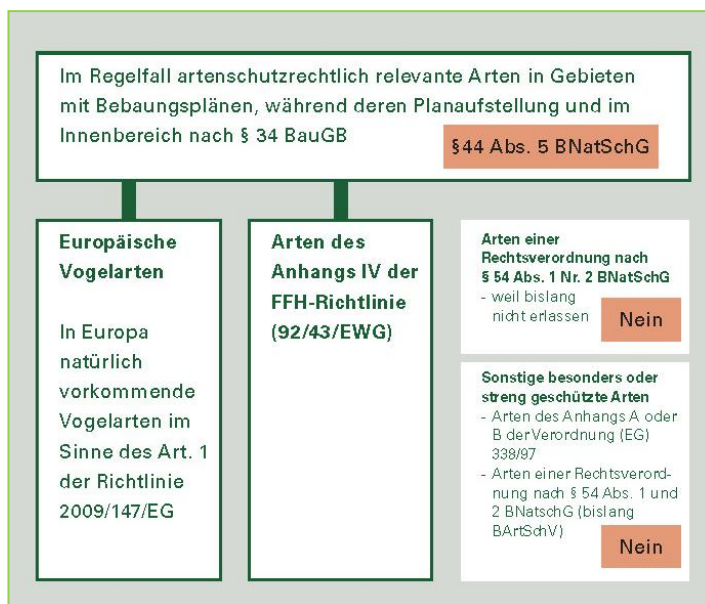 Im Regelfall artenschutzrechtlich relevante Arten in Gebieten
mit Bebaungsplänen, während deren Planaufstellung und im
Innenbereich nach § 34 BauGB
§44 Abs. 5 BNatSchG
Europäische
Vogelarten
In Europa
natürlich
vorkommende
Vogelarten im
Sinne des Art. 1
der Richtlinie
2009/147/EG
Arten des
Anhangs IV der
FFH-Richtlinie
(92/43/EWG)
Arten einer
Rechtsverordnung nach
§ 54 Abs. 1 Nr. 2 BNatSchG
- weil bislang
nicht erlassen
Nein
Sonstige besonders oder
streng geschützte Arten
- Arten des Anhangs A oder
B der Verordnung (EG)
338/97
- Arten einer Rechtsverord-
nung nach § 54 Abs. 1 und
2 BNatschG (bislang
BArtSchV)
Nein